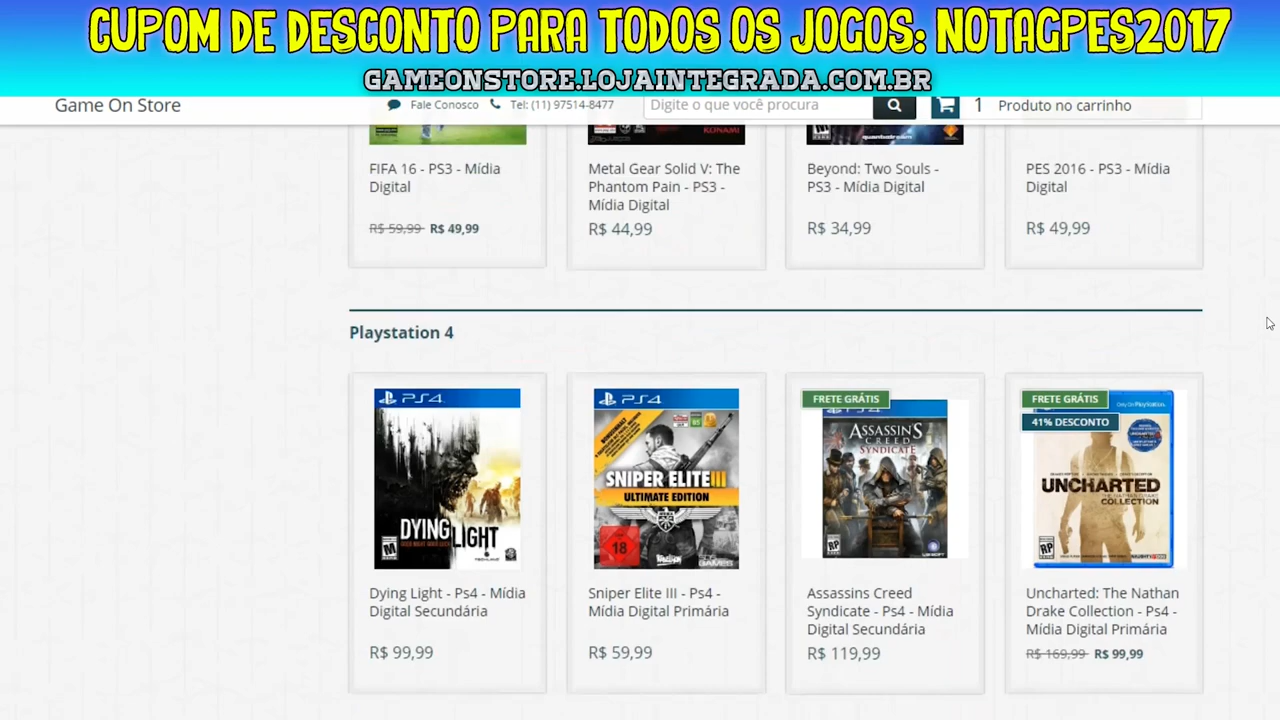 CUPOM DE DESCONTO PARA TODOS OS JOGOS: NOTAGPES2017
GAMEONSTORE.LOJAINTEGRADA.COM.BR
Game On Store
Fale Conosco
Tel: (11) 97514-8477
Digite o que você procura
1 Produto no carrinho
KONAMI
quanticdream
FIFA 16 - PS3 - Mídia
Digital
R$ 59,99 R$ 49,99
Metal Gear Solid V: The
Phantom Pain - PS3 -
Mídia Digital
R$ 44,99
Beyond: Two Souls -
PS3 - Mídia Digital
R$ 34,99
PES 2016 - PS3 - Mídia
Digital
R$ 49,99
Playstation 4
PS4
DYING LIGHT
TECHLAND
Dying Light - Ps4 - Mídia
Digital Secundária
R$ 99,99
PS4
SNIPER ELITE III
ULTIMATE EDITION
18
Sniper Elite III - Ps4 -
Mídia Digital Primária
R$ 59,99
FRETE GRÁTIS
ASSASSIN'S
CREED
SYNDICATE
RP
UBISOFT
Assassins Creed
Syndicate - Ps4 - Mídia
Digital Secundária
R$ 119,99
FRETE GRÁTIS
41% DESCONTO
UNCHARTED
THE NATHAN DRAKE
COLLECTION
RP
Uncharted: The Nathan
Drake Collection - Ps4 -
Mídia Digital Primária
R$ 169,99 R$ 99,99